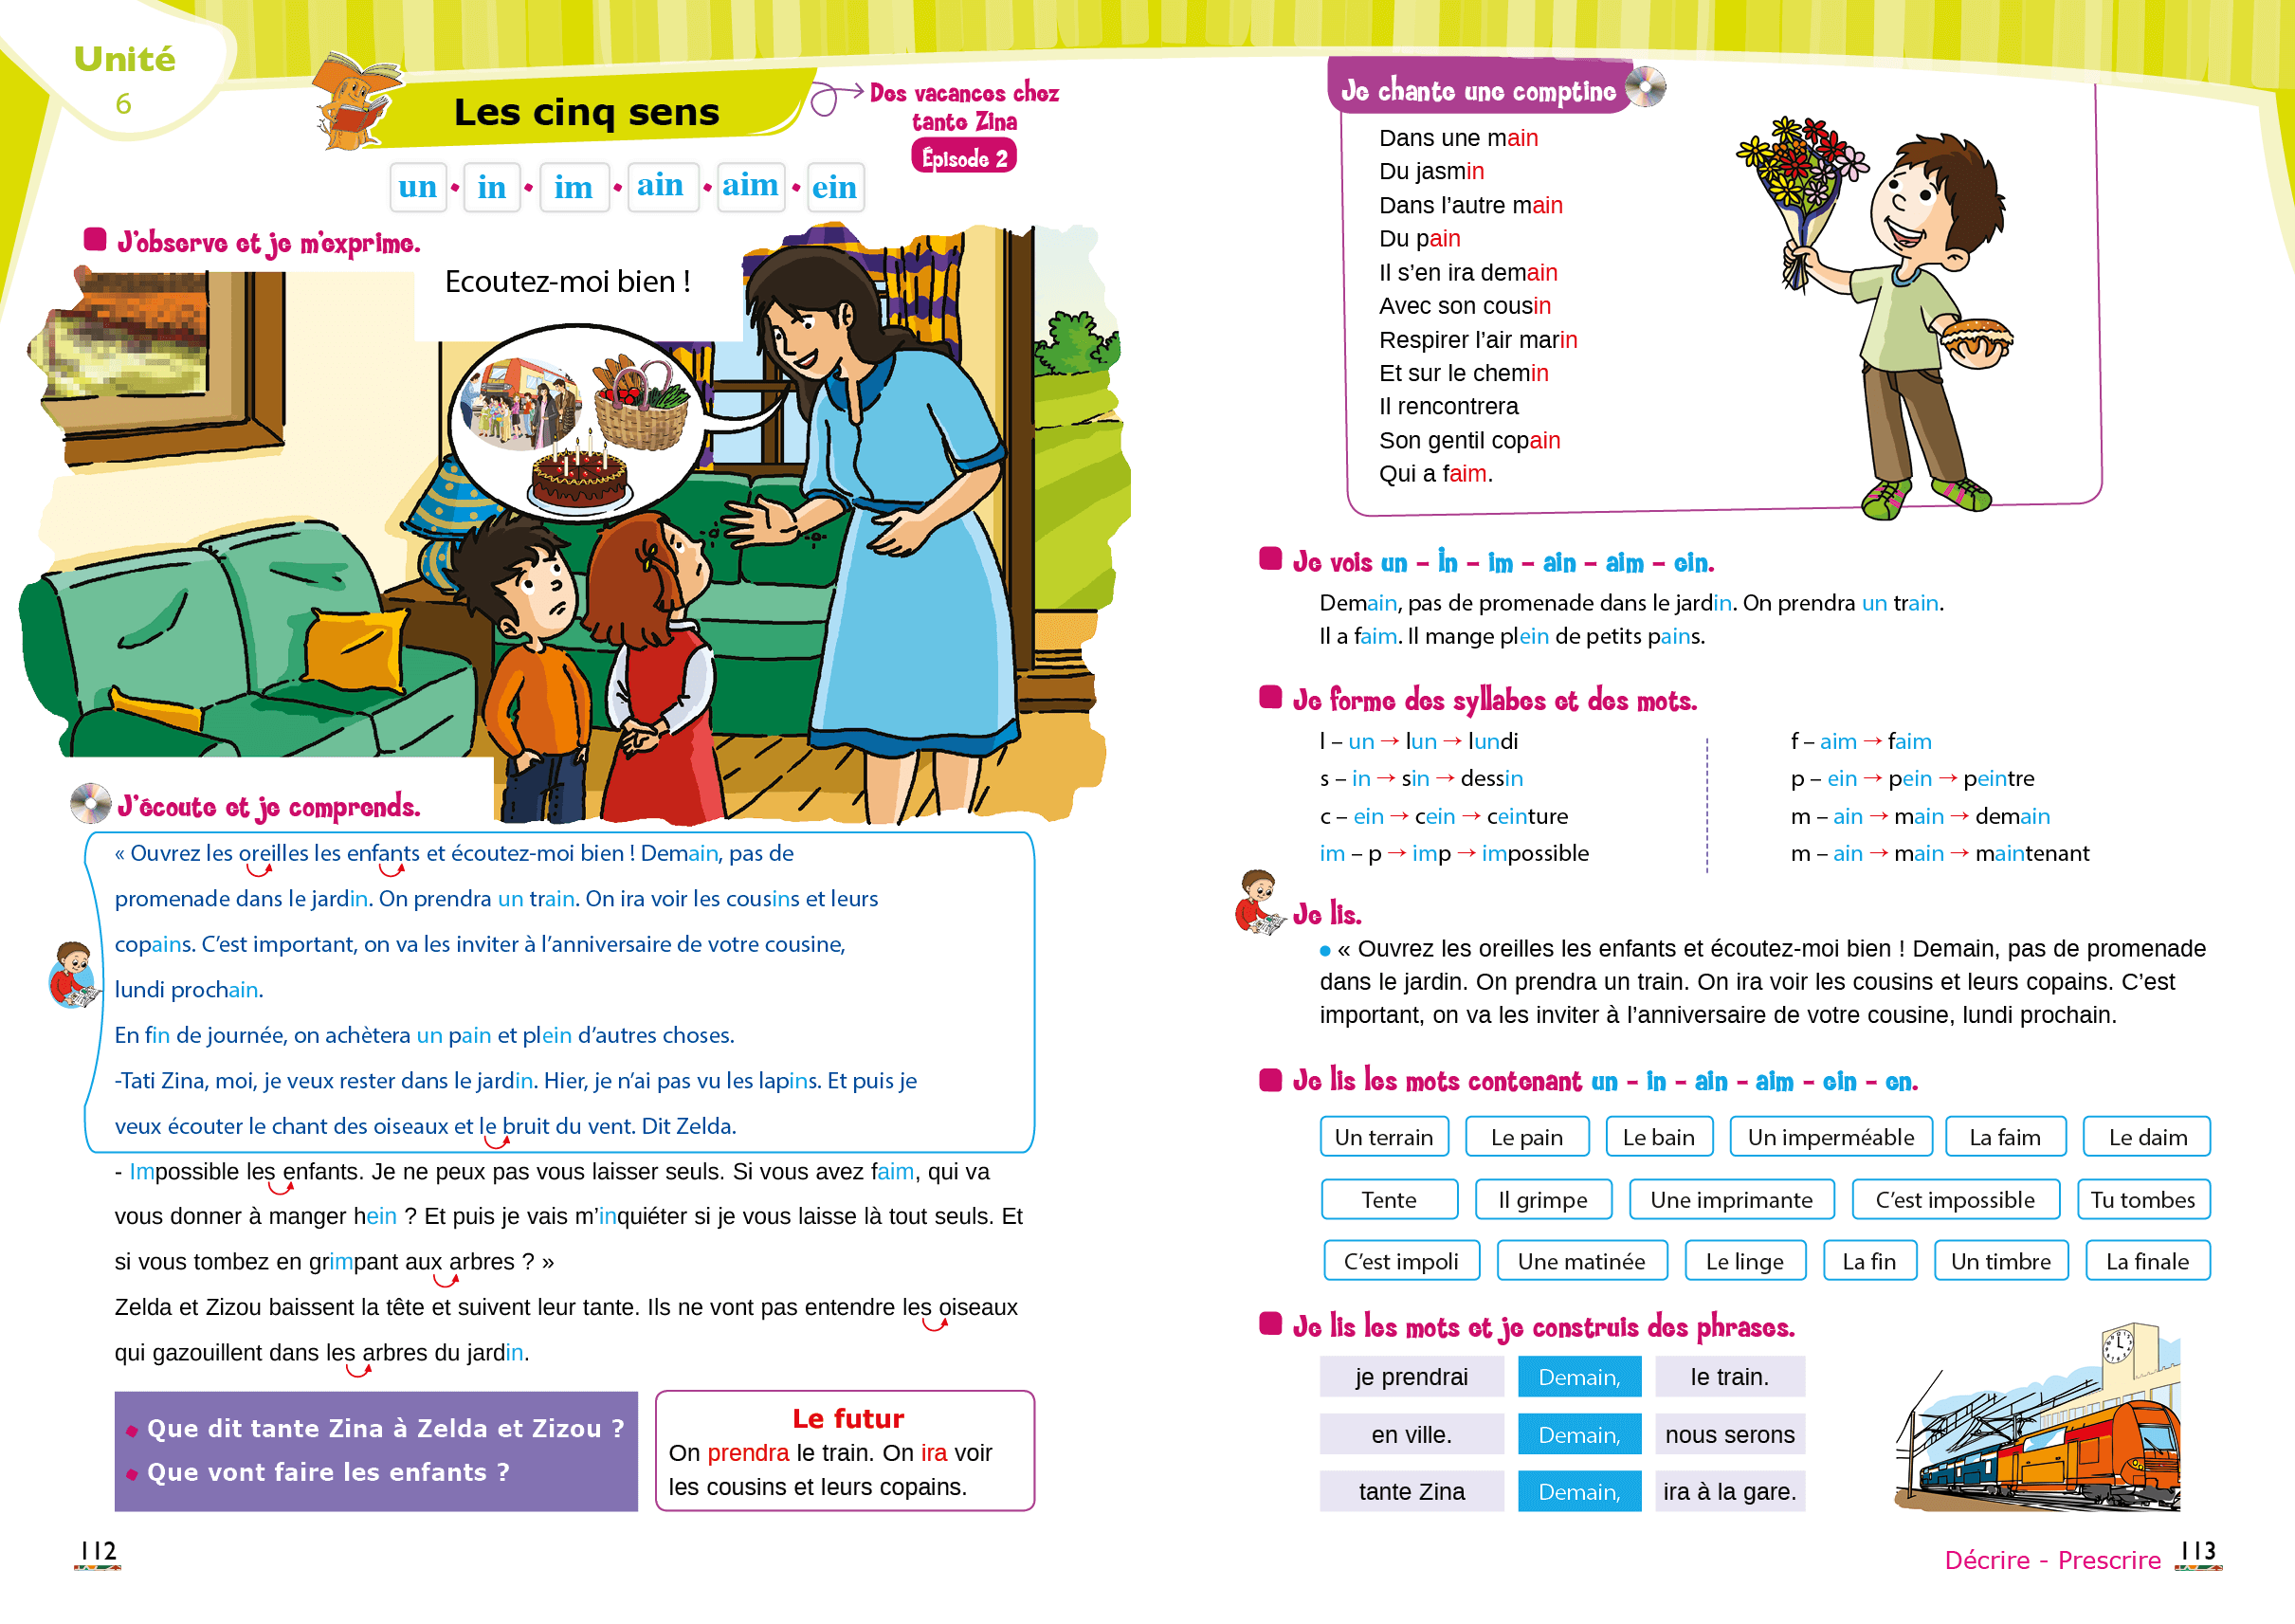 Unité
6
Les cinq sens
Des vacances chez
tante Zina
Épisode 2
un • in • im • ain • aim • ein
J'observe et je m'exprime.
Ecoutez-moi bien !
J'écoute et je comprends.
« Ouvrez les oreilles les enfants et écoutez-moi bien ! Demain, pas de
promenade dans le jardin. On prendra un train. On ira voir les cousins et leurs
copains. C'est important, on va les inviter à l'anniversaire de votre cousine,
lundi prochain.
En fin de journée, on achètera un pain et plein d'autres choses.
-Tati Zina, moi, je veux rester dans le jardin. Hier, je n'ai pas vu les lapins. Et puis je
veux écouter le chant des oiseaux et le bruit du vent. Dit Zelda.
- Impossible les enfants. Je ne peux pas vous laisser seuls. Si vous avez faim, qui va
vous donner à manger hein ? Et puis je vais m'inquiéter si je vous laisse là tout seuls. Et
si vous tombez en grimpant aux arbres ? »
Zelda et Zizou baissent la tête et suivent leur tante. Ils ne vont pas entendre les oiseaux
qui gazouillent dans les arbres du jardin.
• Que dit tante Zina à Zelda et Zizou ?
• Que vont faire les enfants ?
Le futur
On prendra le train. On ira voir
les cousins et leurs copains.
112
Je chante une comptine
Dans une main
Du jasmin
Dans l'autre main
Du pain
Il s'en ira demain
Avec son cousin
Respirer l'air marin
Et sur le chemin
Il rencontrera
Son gentil copain
Qui a faim.
Je vois un – in – im – ain – aim – ein.
Demain, pas de promenade dans le jardin. On prendra un train.
Il a faim. Il mange plein de petits pains.
Je forme des syllabes et des mots.
l – un → lun → lundi
s – in → sin → dessin
c – ein → cein → ceinture
im – p → imp → impossible
f – aim → faim
p – ein → pein → peintre
m – ain → main → demain
m – ain → main → maintenant
Je lis.
• « Ouvrez les oreilles les enfants et écoutez-moi bien ! Demain, pas de promenade
dans le jardin. On prendra un train. On ira voir les cousins et leurs copains. C'est
important, on va les inviter à l'anniversaire de votre cousine, lundi prochain.
Je lis les mots contenant un – in – ain – aim – ein – en.
Un terrain Le pain Le bain Un imperméable La faim Le daim
Tente Il grimpe Une imprimante C'est impossible Tu tombes
C'est impoli Une matinée Le linge La fin Un timbre La finale
Je lis les mots et je construis des phrases.
je prendrai Demain, le train.
en ville. Demain, nous serons
tante Zina Demain, ira à la gare.
Décrire - Prescrire 113